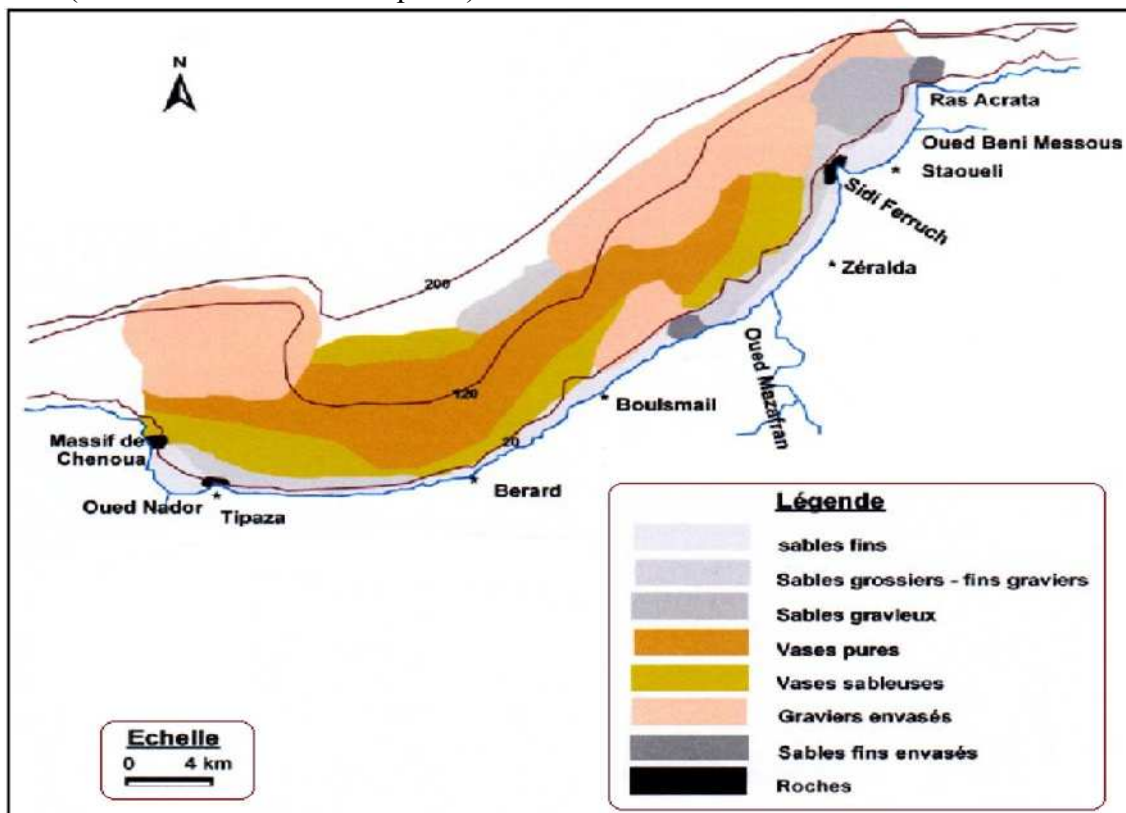 N
Ras Acrata
Oued Beni Messous
Staoueli
Sidi Ferruch
Zéralda
200
Oued Mazafran
120
Boulsmail
Massif de
Chenoua
20
Berard
Oued Nador
Tipaza
Légende
sables fins
Sables grossiers - fins graviers
Sables gravieux
Vases pures
Vases sableuses
Graviers envasés
Sables fins envasés
Roches
Echelle
0 4 km